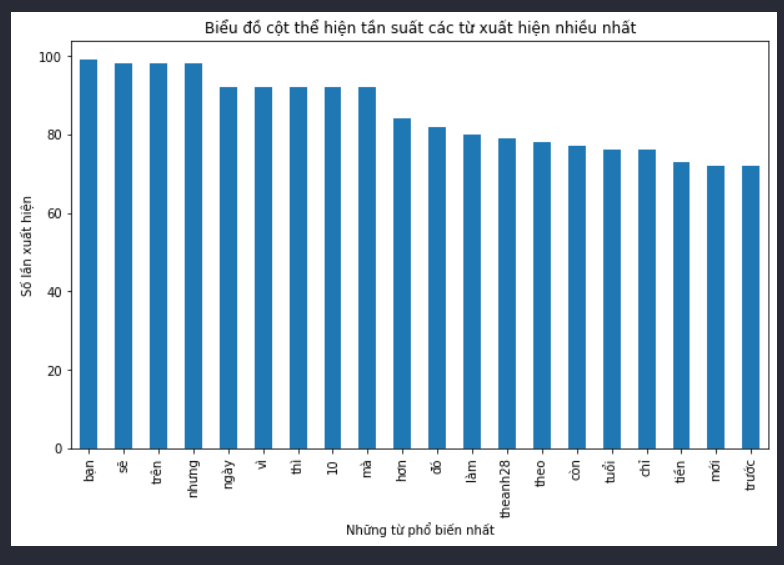 Biểu đồ cột thể hiện tần suất các từ xuất hiện nhiều nhất
100
80
60
40
20
0
Số lần xuất hiện
bạn
sẽ
trên
nhưng
ngày
vì
thì
10
mà
hơn
đó
làm
theanh28
theo
còn
tuổi
chỉ
tiền
mới
trước
Những từ phổ biến nhất